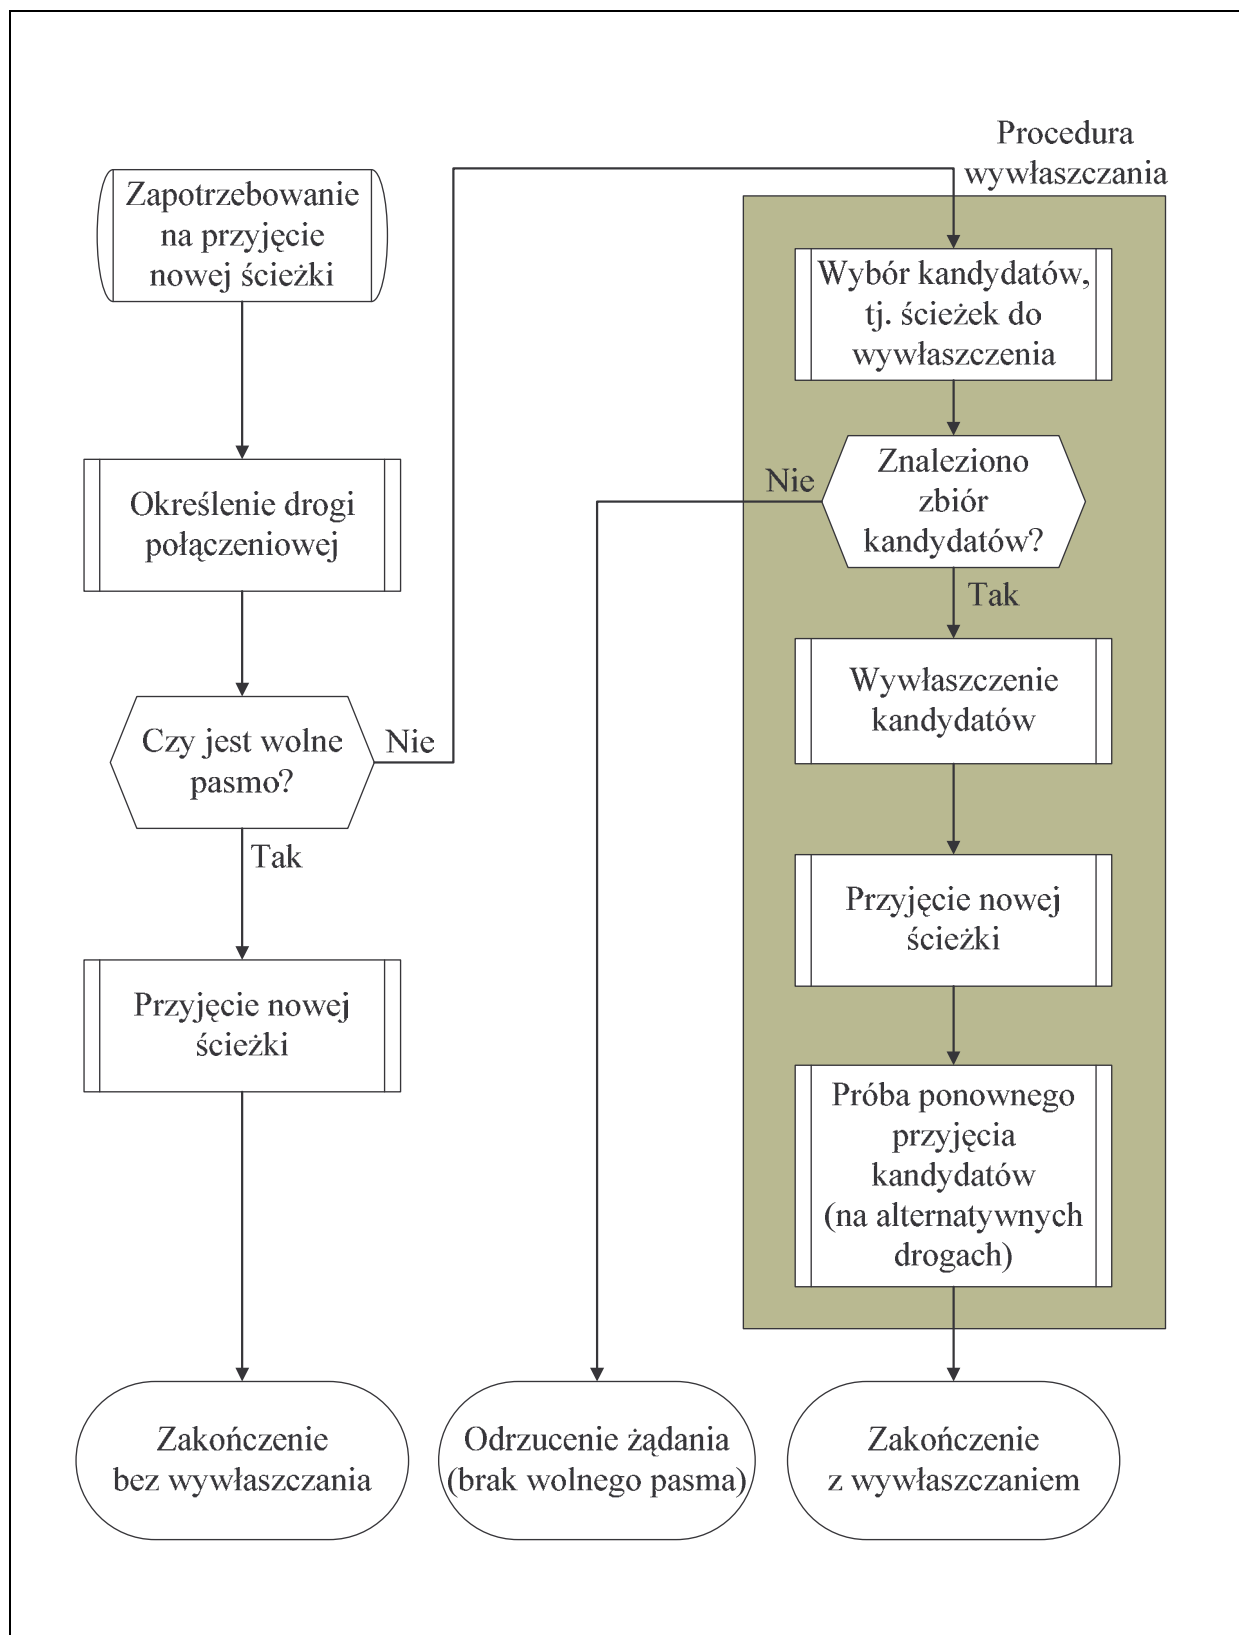 Zapotrzebowanie
na przyjęcie
nowej ścieżki
Określenie drogi
połączeniowej
Czy jest wolne
pasmo?
Nie
Tak
Przyjęcie nowej
ścieżki
Zakończenie
bez wywłaszczania
Procedura
wywłaszczania
Wybór kandydatów,
tj. ścieżek do
wywłaszczenia
Znaleziono
zbiór
kandydatów?
Nie
Tak
Wywłaszczenie
kandydatów
Przyjęcie nowej
ścieżki
Próba ponownego
przyjęcia
kandydatów
(na alternatywnych
drogach)
Odrzucenie żądania
(brak wolnego pasma)
Zakończenie
z wywłaszczaniem